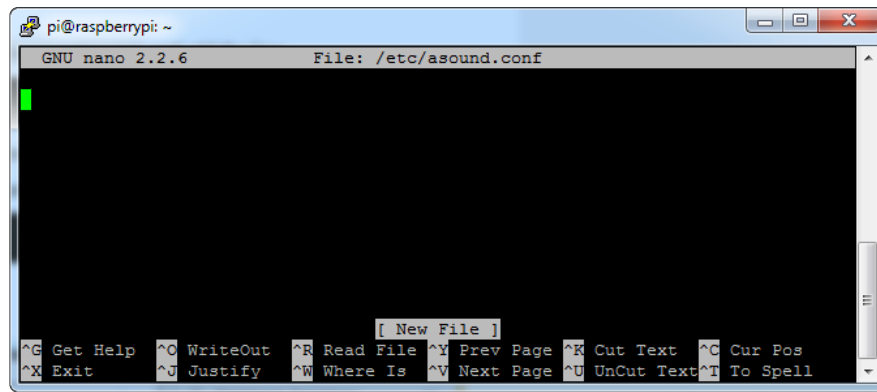 pi@raspberrypi: ~
GNU nano 2.2.6 File: /etc/asound.conf
[ New File ]
^G Get Help ^O WriteOut ^R Read File ^Y Prev Page ^K Cut Text ^C Cur Pos
^X Exit ^J Justify ^W Where Is ^V Next Page ^U UnCut Text ^T To Spell